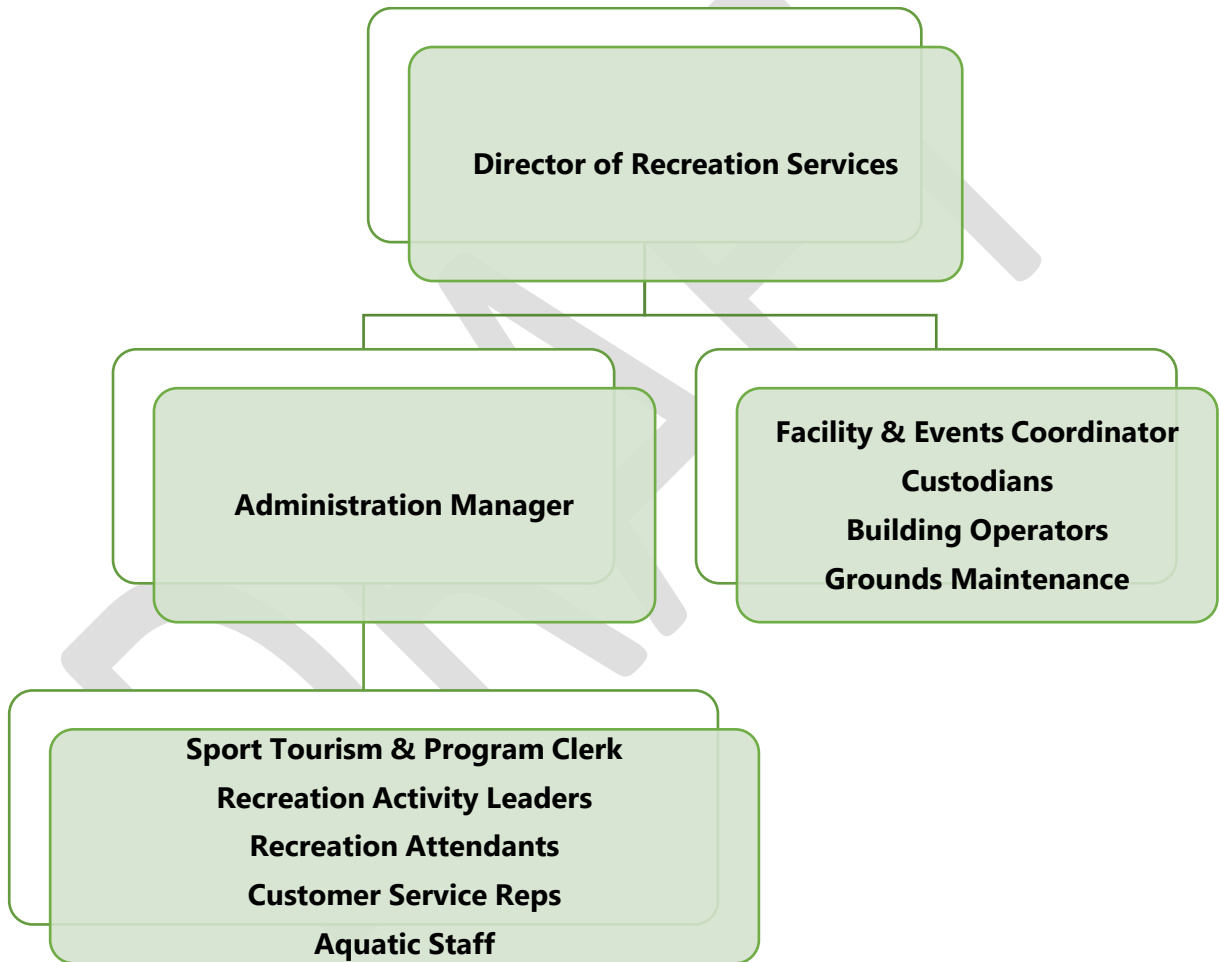 Director of Recreation Services
Administration Manager
Facility & Events Coordinator
Custodians
Building Operators
Grounds Maintenance
Sport Tourism & Program Clerk
Recreation Activity Leaders
Recreation Attendants
Customer Service Reps
Aquatic Staff
DRAFT